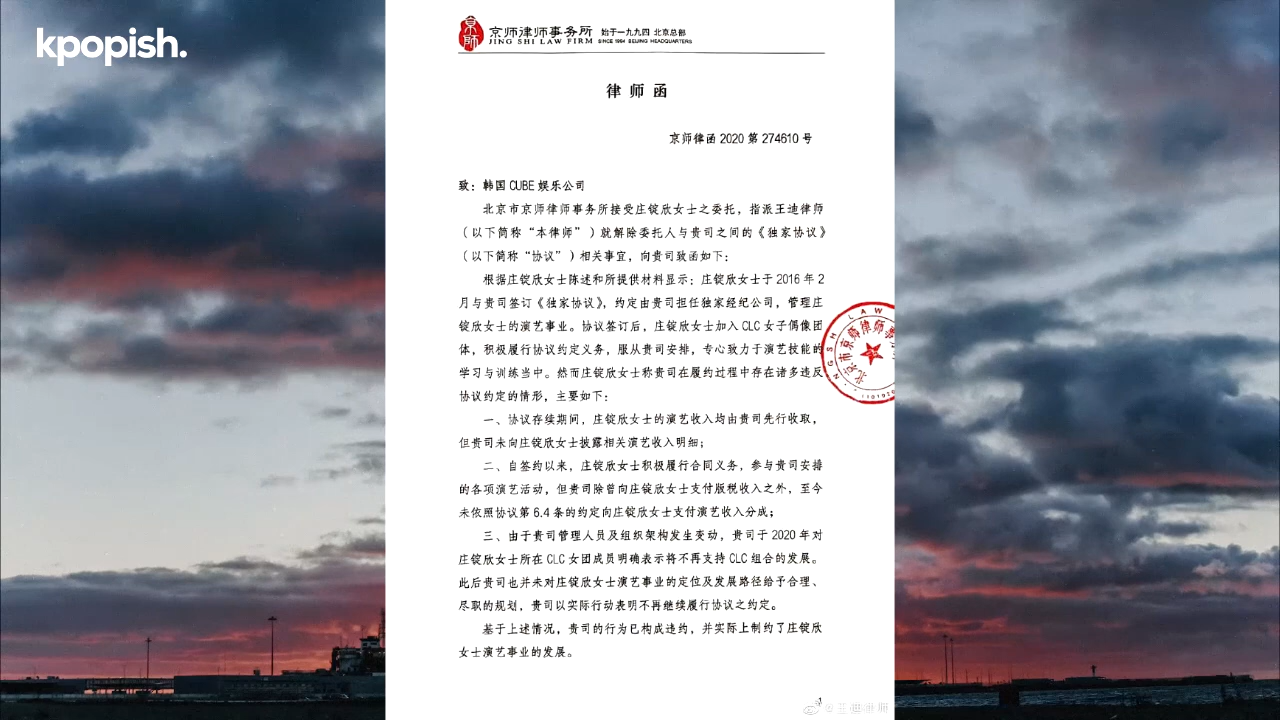 kpopish.
京师律师事务所 始于一九九四 北京总部
JING SHI LAW FIRM SINCE 1994 BEIJING HEADQUARTERS
律 师 函
京师律函 2020 第 274610 号
致：韩国 CUBE 娱乐公司
北京市京师律师事务所接受庄锭欣女士之委托，指派王迪律师
（以下简称“本律师”）就解除委托人与贵司之间的《独家协议》
（以下简称“协议”）相关事宜，向贵司致函如下：
根据庄锭欣女士陈述和所提供材料显示：庄锭欣女士于 2016 年 2
月与贵司签订《独家协议》，约定由贵司担任独家经纪公司，管理庄
锭欣女士的演艺事业。协议签订后，庄锭欣女士加入 CLC 女子偶像团
体，积极履行协议约定义务，服从贵司安排，专心致力于演艺技能的
学习与训练当中。然而庄锭欣女士称贵司在履约过程中存在诸多违反
协议约定的情形，主要如下：
一、协议存续期间，庄锭欣女士的演艺收入均由贵司先行收取，
但贵司未向庄锭欣女士披露相关演艺收入明细；
二、自签约以来，庄锭欣女士积极履行合同义务，参与贵司安排
的各项演艺活动，但贵司除曾向庄锭欣女士支付版税收入之外，至今
未依照协议第 6.4 条的约定向庄锭欣女士支付演艺收入分成；
三、由于贵司管理人员及组织架构发生变动，贵司于 2020 年对
庄锭欣女士所在 CLC 女团成员明确表示将不再支持 CLC 组合的发展。
此后贵司也并未对庄锭欣女士演艺事业的定位及发展路径给予合理、
尽职的规划，贵司以实际行动表明不再继续履行协议之约定。
基于上述情况，贵司的行为已构成违约，并实际上制约了庄锭欣
女士演艺事业的发展。
1
@王迪律师